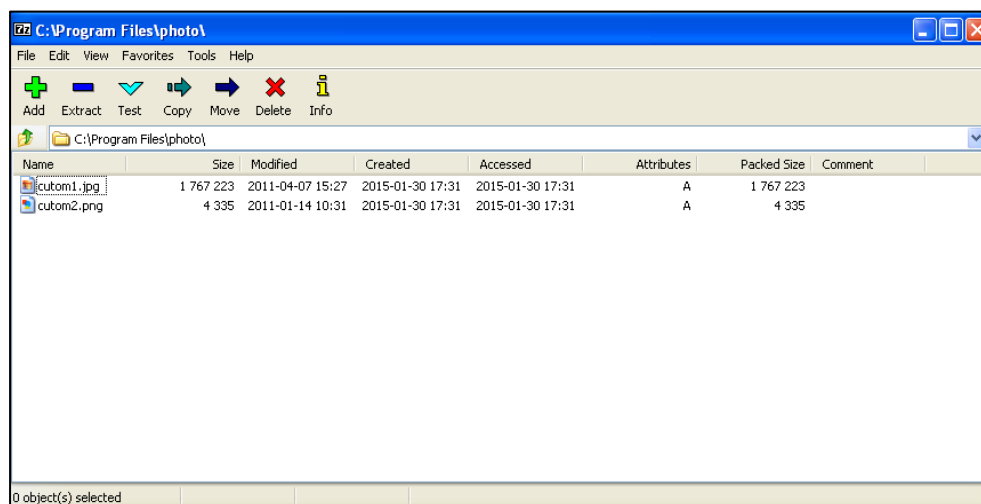 7z C:\Program Files\photo\
File Edit View Favorites Tools Help
Add Extract Test Copy Move Delete Info
C:\Program Files\photo\
Name Size Modified Created Accessed Attributes Packed Size Comment
cutom1.jpg 1 767 223 2011-04-07 15:27 2015-01-30 17:31 2015-01-30 17:31 A 1 767 223
cutom2.png 4 335 2011-01-14 10:31 2015-01-30 17:31 2015-01-30 17:31 A 4 335
0 object(s) selected